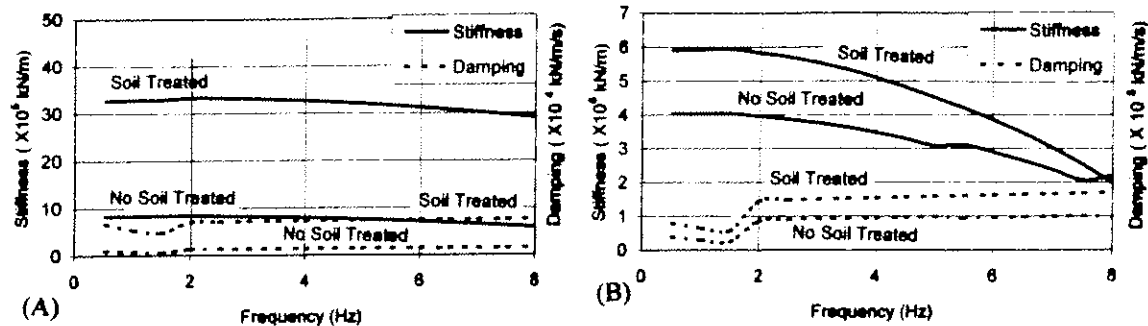 50
40
30
20
10
0
Stiffness ( X10⁶ kN/m)
Stiffness
Damping
Soil Treated
No Soil Treated
Soil Treated
No Soil Treated
Damping ( X 10⁴ kN/m/s)
0 2 4 6 8
Frequency (Hz)
(A)
7
6
5
4
3
2
1
0
Stiffness ( X10⁶ kN/m)
Stiffness
Damping
Soil Treated
No Soil Treated
Soil Treated
No Soil Treated
Damping ( X 10⁶ kN/m/s)
0 2 4 6 8
Frequency (Hz)
(B)